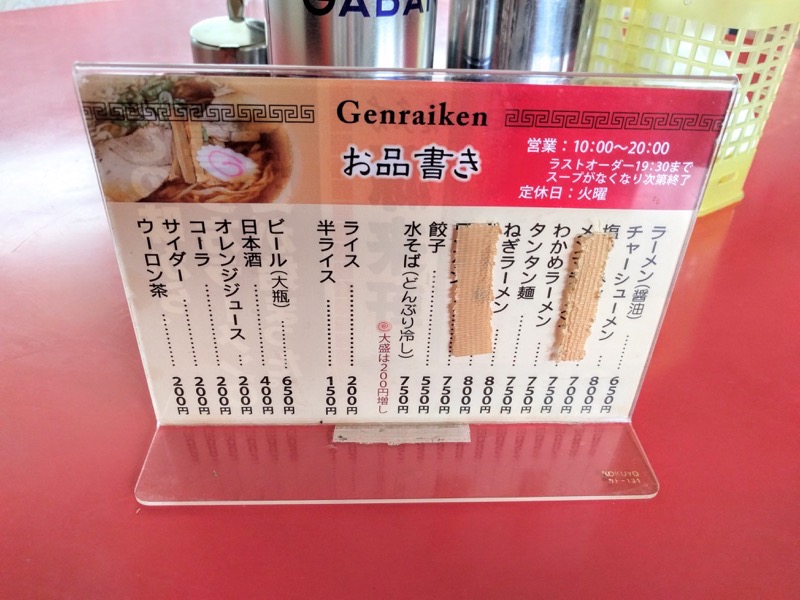 GABAN
Genraiken
お品書き
営業：10:00～20:00
ラストオーダー19:30まで
スープがなくなり次第終了
定休日：火曜
ラーメン(醤油) 650円
チャーシューメン 800円
塩 700円
メ 750円
わかめラーメン 750円
タンタン麺 750円
ねぎラーメン 800円
800円
750円
餃子 550円
水そば(どんぶり冷し) 750円
◎大盛は200円増し
ライス 200円
半ライス 150円
ビール(大瓶) 650円
日本酒 400円
オレンジジュース 200円
コーラ 200円
サイダー 200円
ウーロン茶 200円
KOKUYO